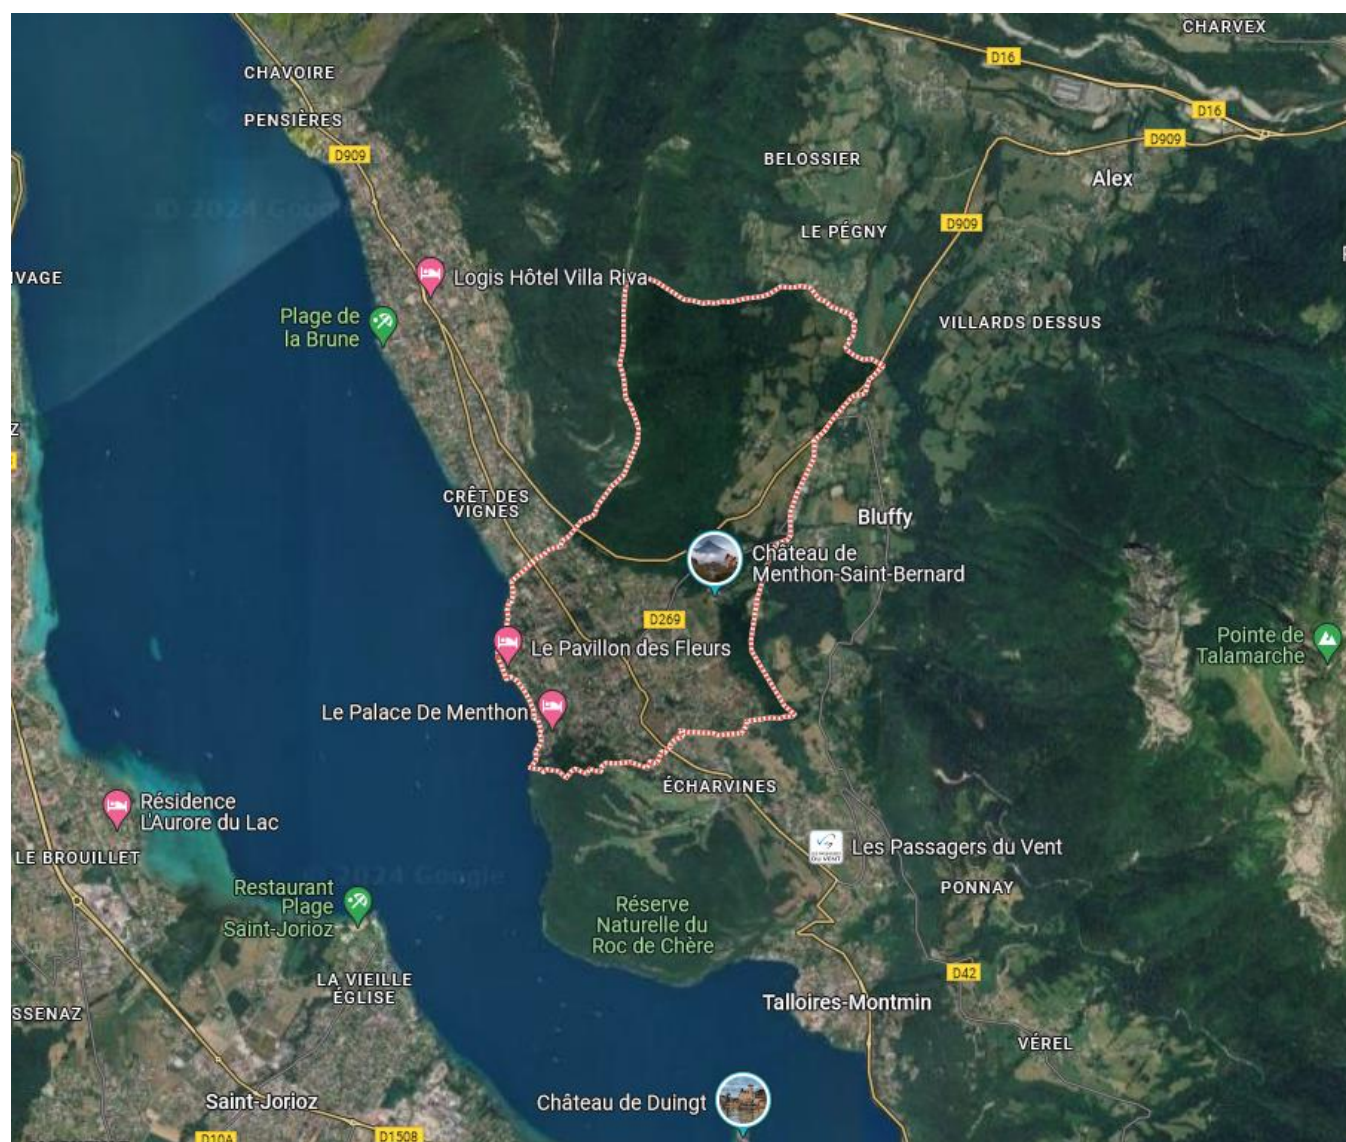 CHARVEX
D16
CHAVOIRE
D16
PENSIÈRES
D909
D909
BELOSSIER
Alex
© 2024 Google
D909
LE PÉGNY
IVAGE
Logis Hôtel Villa Riva
Plage de
la Brune
VILLARDS DESSUS
Z
CRÊT DES
VIGNES
Bluffy
Château de
Menthon-Saint-Bernard
D269
Le Pavillon des Fleurs
Pointe de
Talamarche
Le Palace De Menthon
ÉCHARVINES
Résidence
L'Aurore du Lac
LE BROUILLET
Les Passagers du Vent
2024 Google
PONNAY
Restaurant
Plage
Saint-Jorioz
Réserve
Naturelle du
Roc de Chère
D42
LA VIEILLE
ÉGLISE
Talloires-Montmin
SSENAZ
VÉREL
Saint-Jorioz
Château de Duingt
D10A
D1508